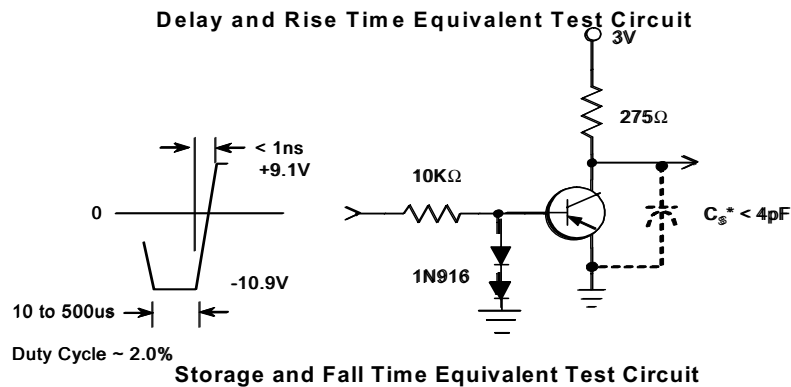 Delay and Rise Time Equivalent Test Circuit
3V
275Ω
< 1ns
+9.1V
10KΩ
0
Cs* < 4pF
1N916
-10.9V
10 to 500us
Duty Cycle ~ 2.0%
Storage and Fall Time Equivalent Test Circuit